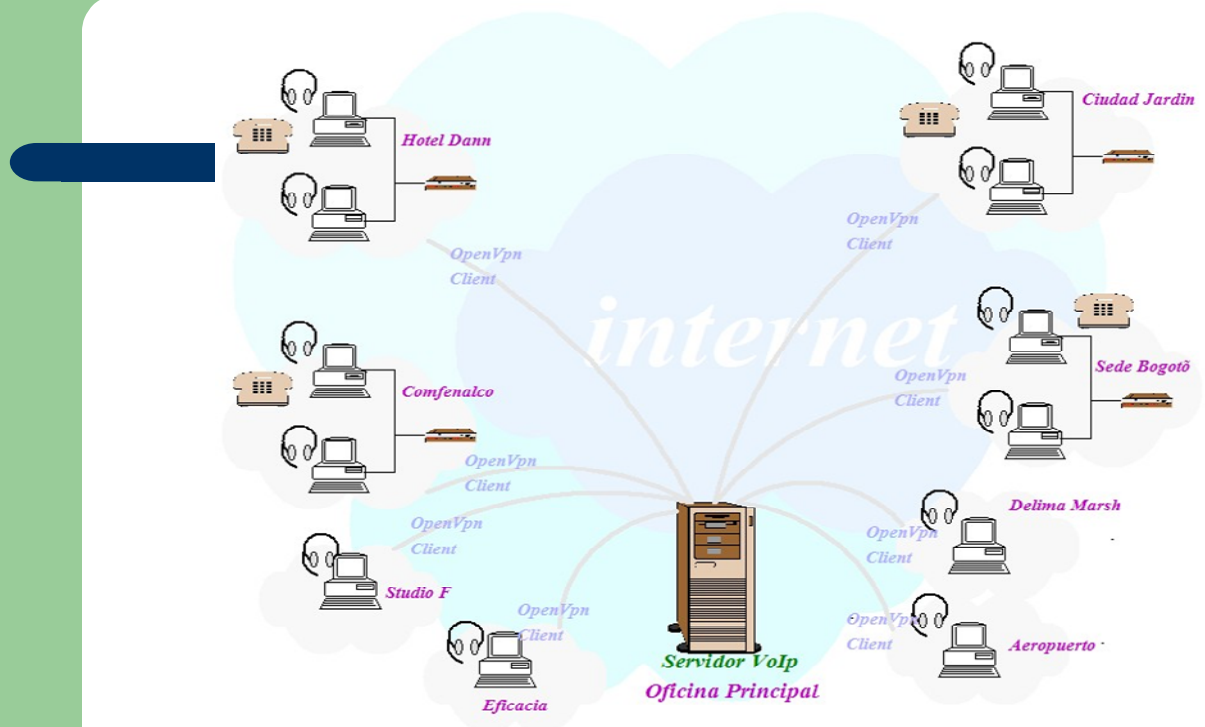 Hotel Dann
OpenVpn
Client
Ciudad Jardin
OpenVpn
Client
internet
Comfenalco
OpenVpn
Client
Sede Bogotõ
OpenVpn
Client
OpenVpn
Client
Studio F
Delima Marsh
OpenVpn
Client
OpenVpn
Client
Eficacia
OpenVpn
Client
Aeropuerto
Servidor VoIp
Oficina Principal